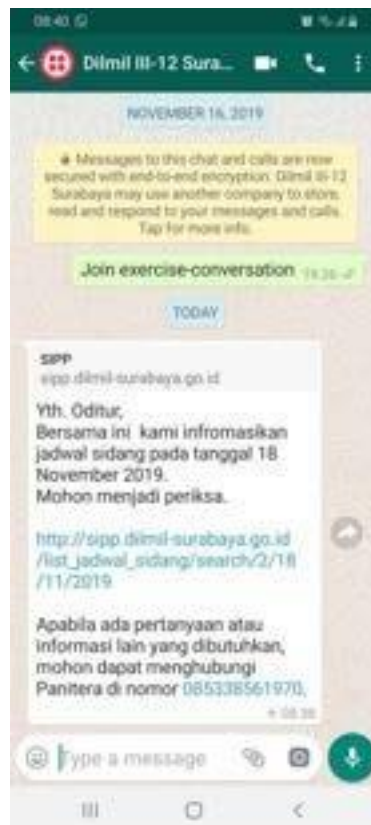 08:40
Dilmil III-12 Sura...
NOVEMBER 16, 2019
Messages to this chat and calls are now
secured with end-to-end encryption. Dilmil III-12
Surabaya may use another company to store,
read and respond to your messages and calls.
Tap for more info.
Join exercise-conversation 19:26
TODAY
SIPP
sipp.dilmil-surabaya.go.id
Yth. Oditur,
Bersama ini kami infromasikan
jadwal sidang pada tanggal 18
November 2019.
Mohon menjadi periksa.
http://sipp.dilmil-surabaya.go.id
/list_jadwal_sidang/search/2/18
/11/2019
Apabila ada pertanyaan atau
informasi lain yang dibutuhkan,
mohon dapat menghubungi
Panitera di nomor 085338561970.
08:38
Type a message